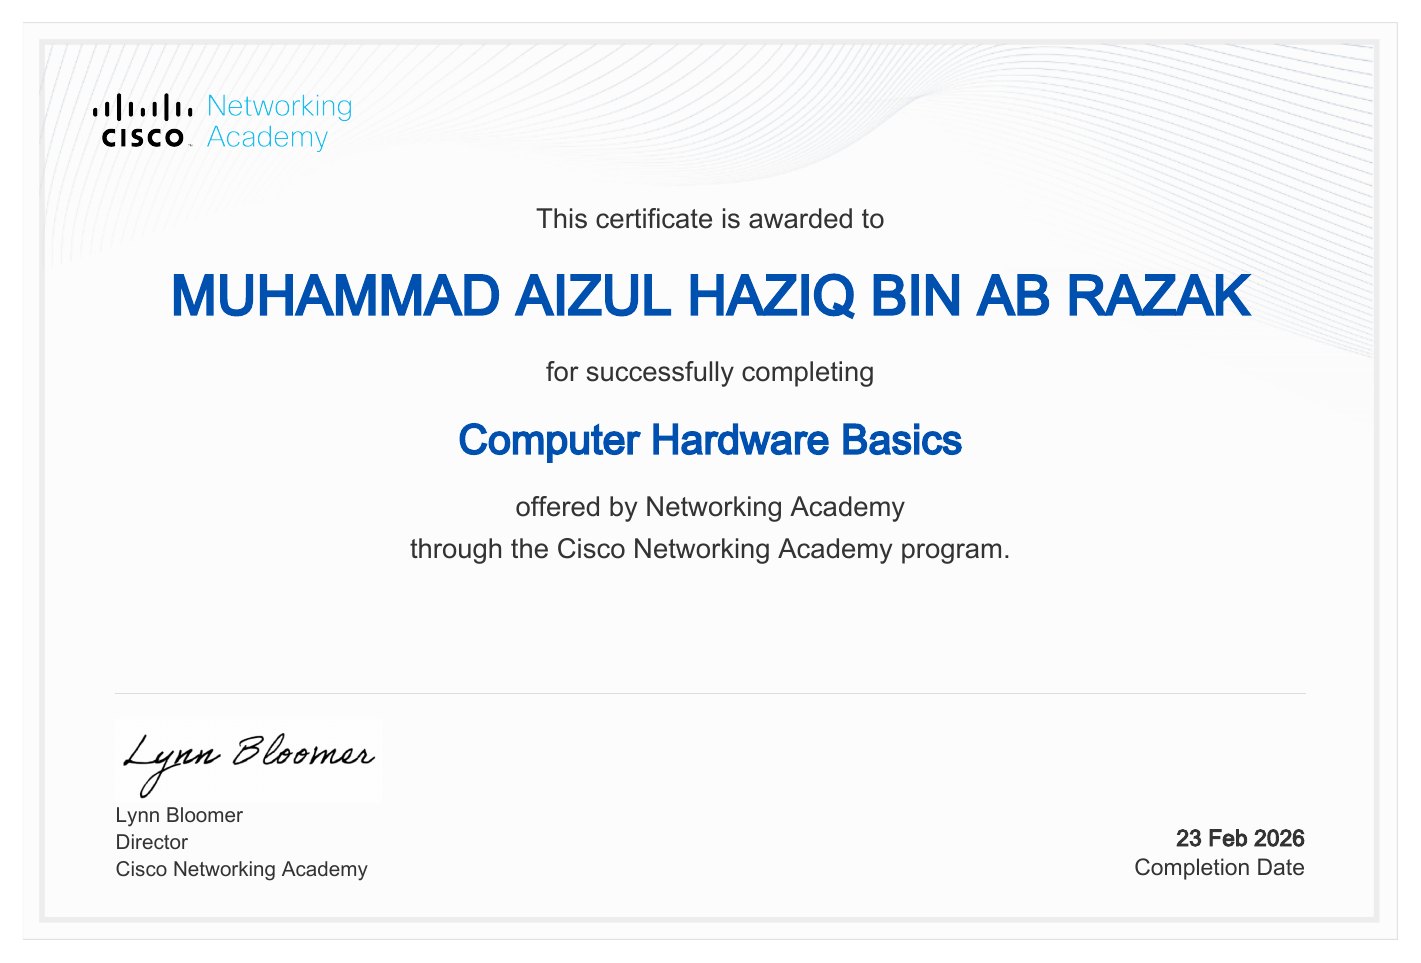 CISCO
Networking
Academy
This certificate is awarded to
MUHAMMAD AIZUL HAZIQ BIN AB RAZAK
for successfully completing
Computer Hardware Basics
offered by Networking Academy
through the Cisco Networking Academy program.
Lynn Bloomer
Lynn Bloomer
Director
Cisco Networking Academy
23 Feb 2026
Completion Date